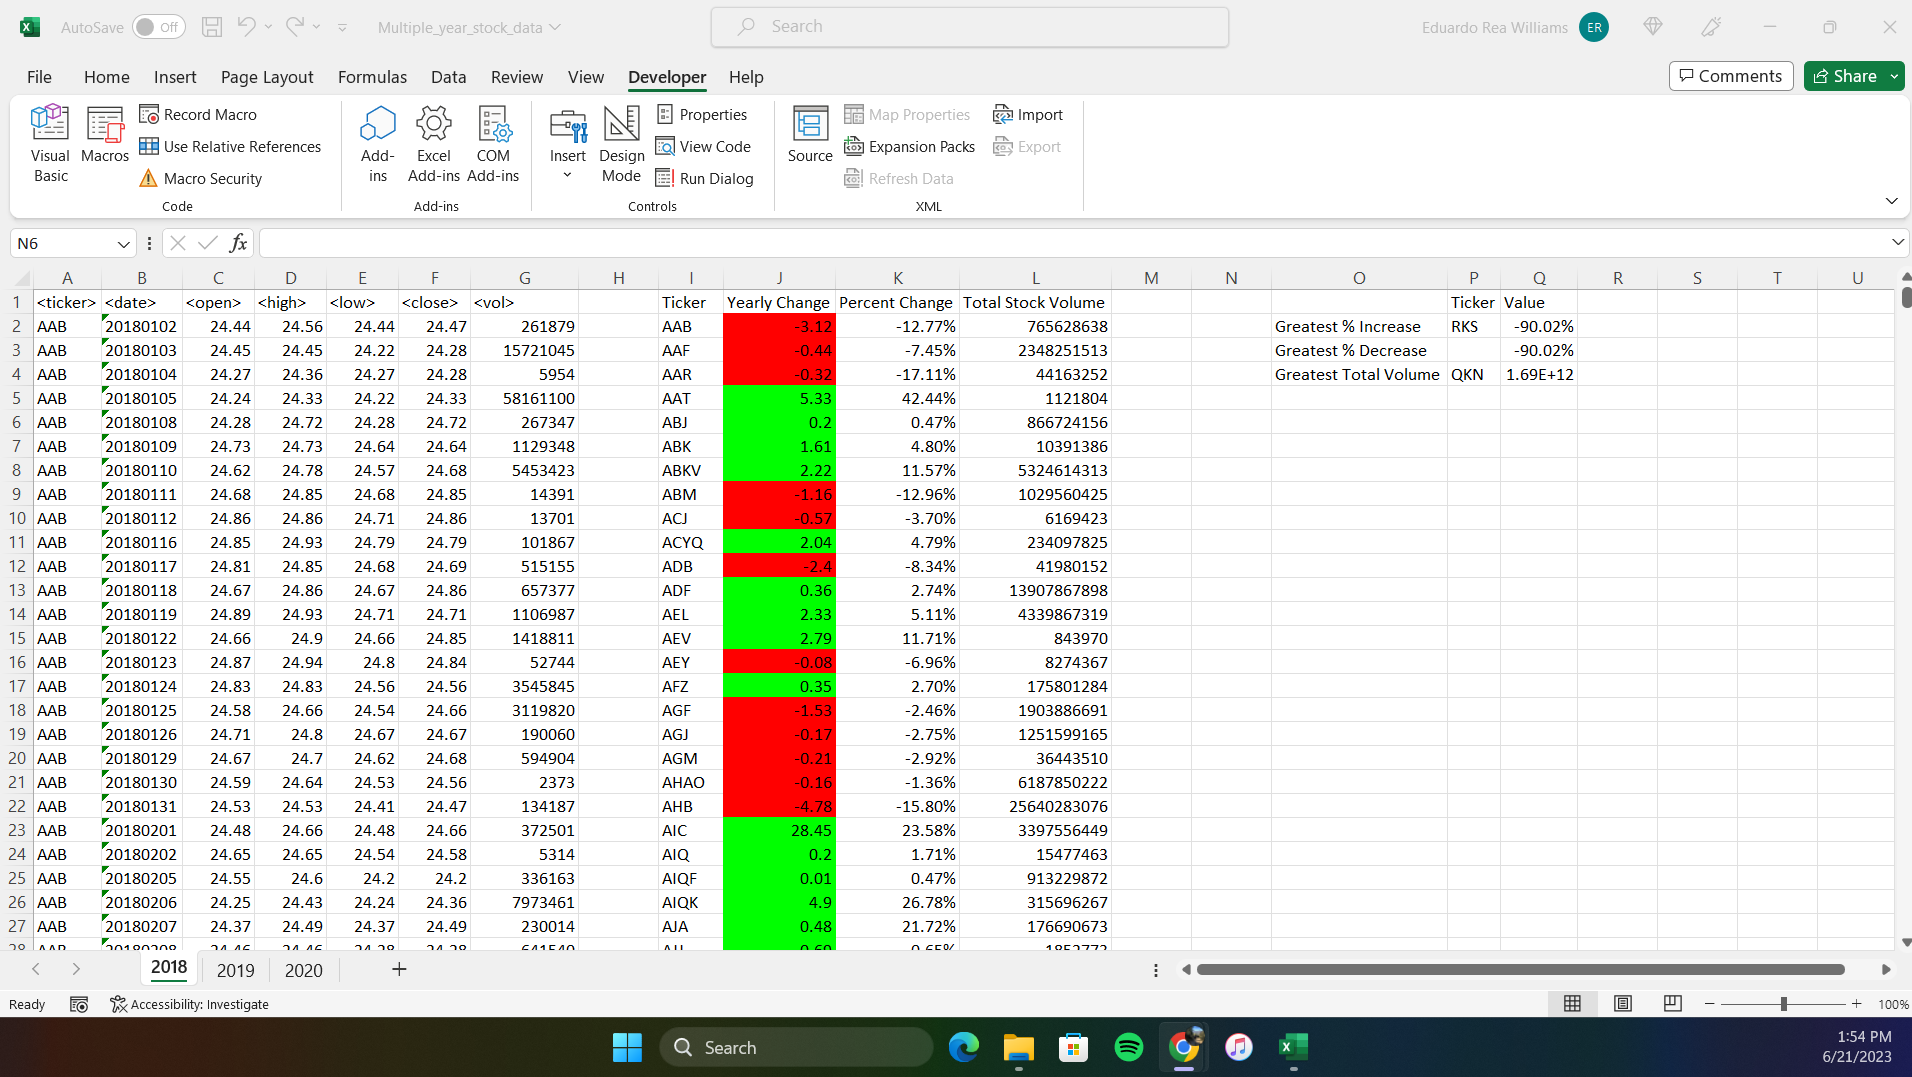 AutoSave Off Multiple_year_stock_data Search Eduardo Rea Williams ER
File Home Insert Page Layout Formulas Data Review View Developer Help Comments Share
Visual Basic
Macros
Record Macro
Use Relative References
Macro Security
Code
Add-ins
Excel Add-ins
COM Add-ins
Add-ins
Insert
Design Mode
Properties
View Code
Run Dialog
Controls
Source
Map Properties
Expansion Packs
Refresh Data
Import
Export
XML
N6 fx
A B C D E F G H I J K L M N O P Q R S T U
1 <ticker> <date> <open> <high> <low> <close> <vol> Ticker Yearly Change Percent Change Total Stock Volume Ticker Value
2 AAB 20180102 24.44 24.56 24.44 24.47 261879 AAB -3.12 -12.77% 765628638 Greatest % Increase RKS -90.02%
3 AAB 20180103 24.45 24.45 24.22 24.28 15721045 AAF -0.44 -7.45% 2348251513 Greatest % Decrease -90.02%
4 AAB 20180104 24.27 24.36 24.27 24.28 5954 AAR -0.32 -17.11% 44163252 Greatest Total Volume QKN 1.69E+12
5 AAB 20180105 24.24 24.33 24.22 24.33 58161100 AAT 5.33 42.44% 1121804
6 AAB 20180108 24.28 24.72 24.28 24.72 267347 ABJ 0.2 0.47% 866724156
7 AAB 20180109 24.73 24.73 24.64 24.64 1129348 ABK 1.61 4.80% 10391386
8 AAB 20180110 24.62 24.78 24.57 24.68 5453423 ABKV 2.22 11.57% 5324614313
9 AAB 20180111 24.68 24.85 24.68 24.85 14391 ABM -1.16 -12.96% 1029560425
10 AAB 20180112 24.86 24.86 24.71 24.86 13701 ACJ -0.57 -3.70% 6169423
11 AAB 20180116 24.85 24.93 24.79 24.79 101867 ACYQ 2.04 4.79% 234097825
12 AAB 20180117 24.81 24.85 24.68 24.69 515155 ADB -2.4 -8.34% 41980152
13 AAB 20180118 24.67 24.86 24.67 24.86 657377 ADF 0.36 2.74% 13907867898
14 AAB 20180119 24.89 24.93 24.71 24.71 1106987 AEL 2.33 5.11% 4339867319
15 AAB 20180122 24.66 24.9 24.66 24.85 1418811 AEV 2.79 11.71% 843970
16 AAB 20180123 24.87 24.94 24.8 24.84 52744 AEY -0.08 -6.96% 8274367
17 AAB 20180124 24.83 24.83 24.56 24.56 3545845 AFZ 0.35 2.70% 175801284
18 AAB 20180125 24.58 24.66 24.54 24.66 3119820 AGF -1.53 -2.46% 1903886691
19 AAB 20180126 24.71 24.8 24.67 24.67 190060 AGJ -0.17 -2.75% 1251599165
20 AAB 20180129 24.67 24.7 24.62 24.68 594904 AGM -0.21 -2.92% 36443510
21 AAB 20180130 24.59 24.64 24.53 24.56 2373 AHAO -0.16 -1.36% 6187850222
22 AAB 20180131 24.53 24.53 24.41 24.47 134187 AHB -4.78 -15.80% 25640283076
23 AAB 20180201 24.48 24.66 24.48 24.66 372501 AIC 28.45 23.58% 3397556449
24 AAB 20180202 24.65 24.65 24.54 24.58 5314 AIQ 0.2 1.71% 15477463
25 AAB 20180205 24.55 24.6 24.2 24.2 336163 AIQF 0.01 0.47% 913229872
26 AAB 20180206 24.25 24.43 24.24 24.36 7973461 AIQK 4.9 26.78% 315696267
27 AAB 20180207 24.37 24.49 24.37 24.49 230014 AJA 0.48 21.72% 176690673
2018 2019 2020
Ready Accessibility: Investigate 100%
Search
1:54 PM
6/21/2023